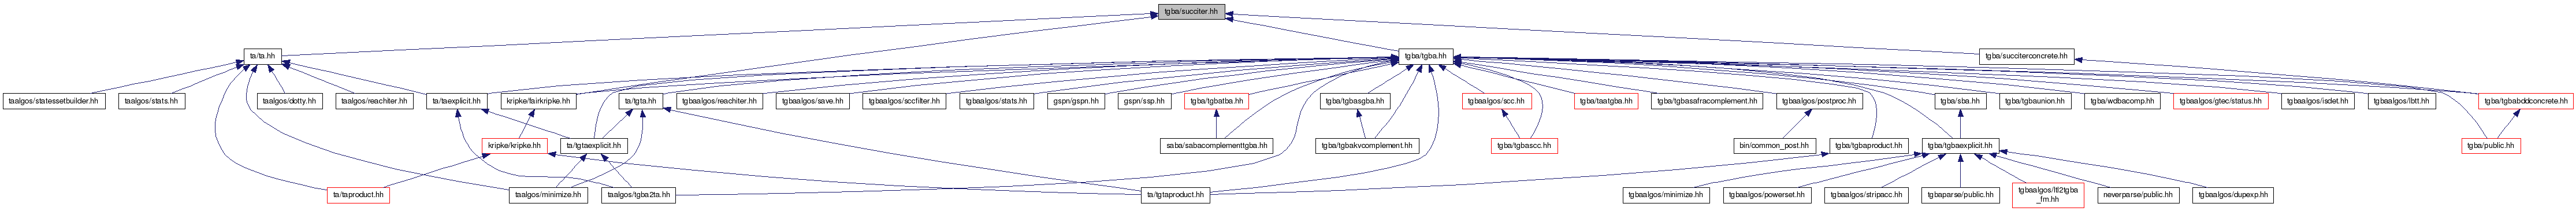 tgba/succiter.hh
ta/ta.hh
tgba/tgba.hh
tgba/succiterconcrete.hh
taalgos/statessetbuilder.hh
taalgos/stats.hh
taalgos/dotty.hh
taalgos/reachiter.hh
ta/taexplicit.hh
kripke/fairkripke.hh
ta/tgta.hh
tgbaalgos/reachiter.hh
tgbaalgos/save.hh
tgbaalgos/sccfilter.hh
tgbaalgos/stats.hh
gspn/gspn.hh
gspn/ssp.hh
tgba/tgbatba.hh
tgba/tgbasgba.hh
tgbaalgos/scc.hh
tgba/taatgba.hh
tgba/tgbasafracomplement.hh
tgbaalgos/postproc.hh
tgba/sba.hh
tgba/tgbaunion.hh
tgba/wdbacomp.hh
tgbaalgos/gtec/status.hh
tgbaalgos/isdet.hh
tgbaalgos/lbtt.hh
tgba/tgbabddconcrete.hh
kripke/kripke.hh
ta/tgtaexplicit.hh
saba/sabacomplementtgba.hh
tgba/tgbakvcomplement.hh
tgba/tgbascc.hh
bin/common_post.hh
tgba/tgbaproduct.hh
tgba/tgbaexplicit.hh
tgba/public.hh
ta/taproduct.hh
taalgos/minimize.hh
taalgos/tgba2ta.hh
ta/tgtaproduct.hh
tgbaalgos/minimize.hh
tgbaalgos/powerset.hh
tgbaalgos/stripacc.hh
tgbaparse/public.hh
tgbaalgos/ltl2tgba
_fm.hh
neverparse/public.hh
tgbaalgos/dupexp.hh